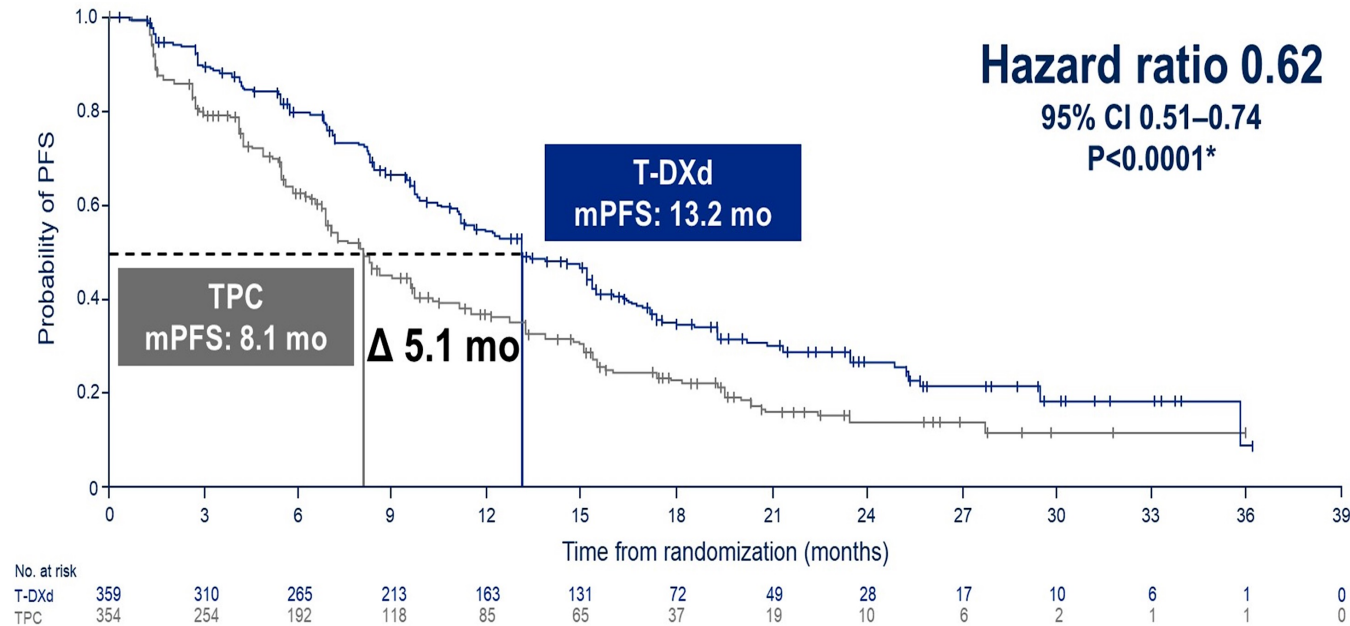 Hazard ratio 0.62
95% CI 0.51–0.74
P<0.0001*
T-DXd
mPFS: 13.2 mo
TPC
mPFS: 8.1 mo
Δ 5.1 mo
Probability of PFS
1.0
0.8
0.6
0.4
0.2
0
0 3 6 9 12 15 18 21 24 27 30 33 36 39
Time from randomization (months)
No. at risk
T-DXd 359 310 265 213 163 131 72 49 28 17 10 6 1 0
TPC 354 254 192 118 85 65 37 19 10 6 2 1 1 0